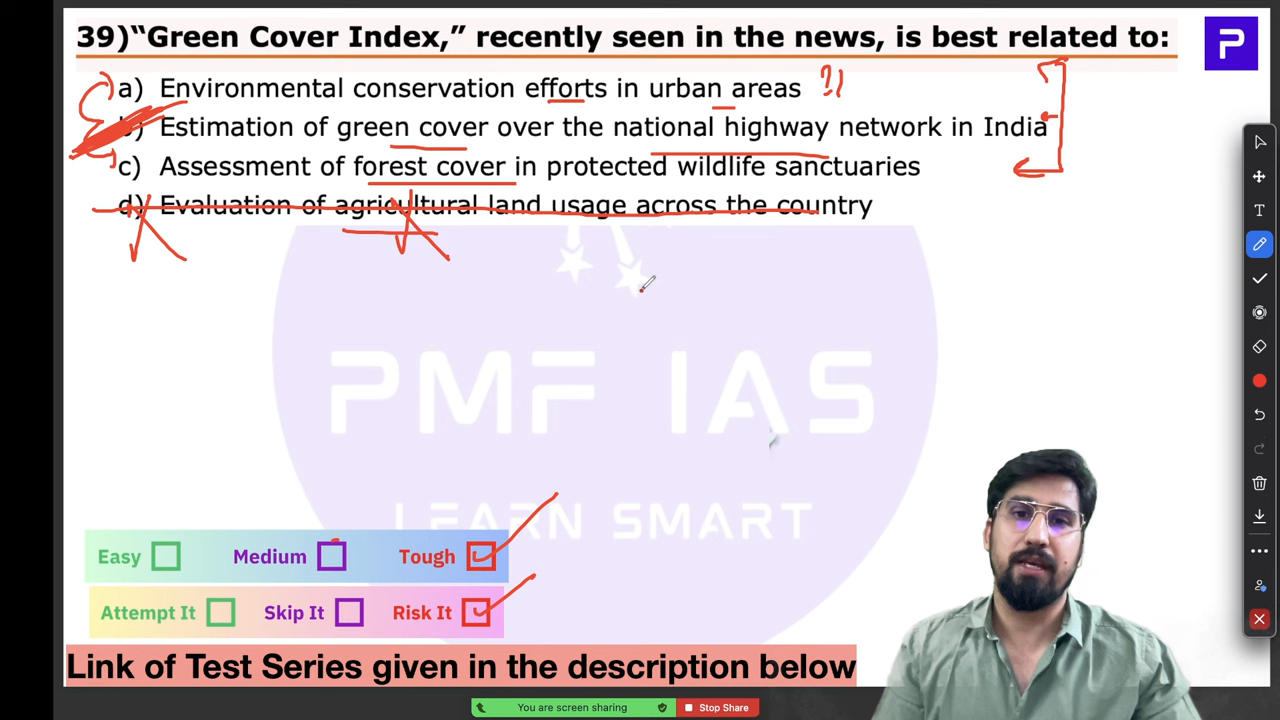 39)“Green Cover Index,” recently seen in the news, is best related to:
a) Environmental conservation efforts in urban areas ?!
b) Estimation of green cover over the national highway network in India
c) Assessment of forest cover in protected wildlife sanctuaries
d) Evaluation of agricultural land usage across the country
P
PMF IAS
LEARN SMART
Easy Medium Tough
Attempt It Skip It Risk It
Link of Test Series given in the description below
You are screen sharing Stop Share